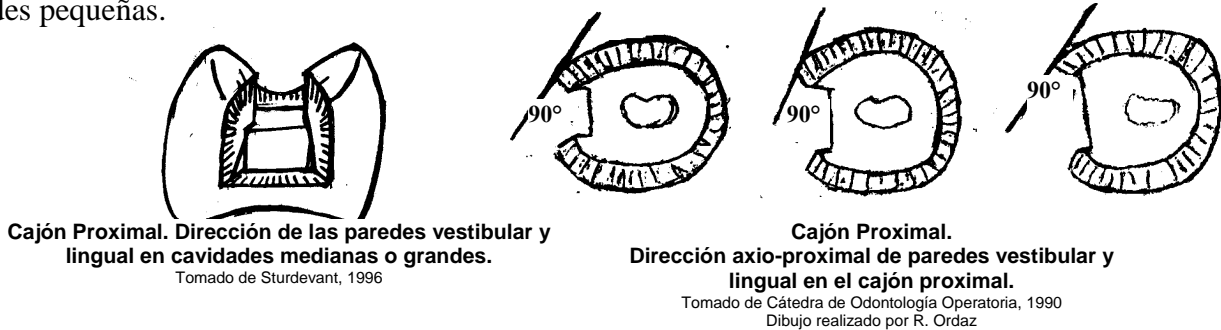 des pequeñas.
90°
90°
90°
Cajón Proximal. Dirección de las paredes vestibular y
lingual en cavidades medianas o grandes.
Tomado de Sturdevant, 1996
Cajón Proximal.
Dirección axio-proximal de paredes vestibular y
lingual en el cajón proximal.
Tomado de Cátedra de Odontología Operatoria, 1990
Dibujo realizado por R. Ordaz